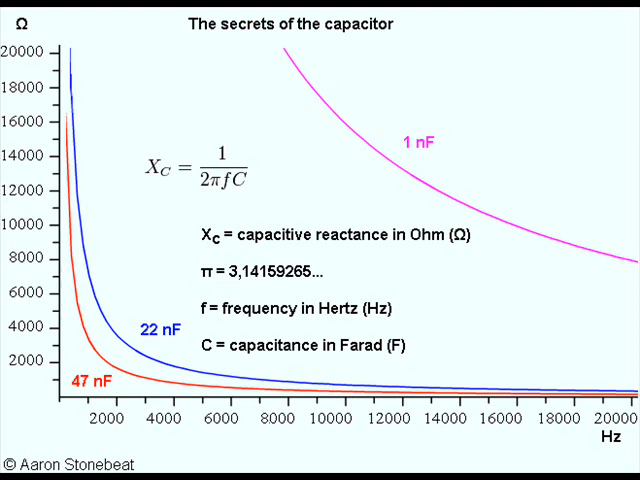 Ω
The secrets of the capacitor
20000
18000
16000
14000
12000
10000
8000
6000
4000
2000
1 nF
X_C = 1 / 2πfC
X_C = capacitive reactance in Ohm (Ω)
π = 3,14159265...
f = frequency in Hertz (Hz)
C = capacitance in Farad (F)
22 nF
47 nF
2000 4000 6000 8000 10000 12000 14000 16000 18000 20000
Hz
© Aaron Stonebeat